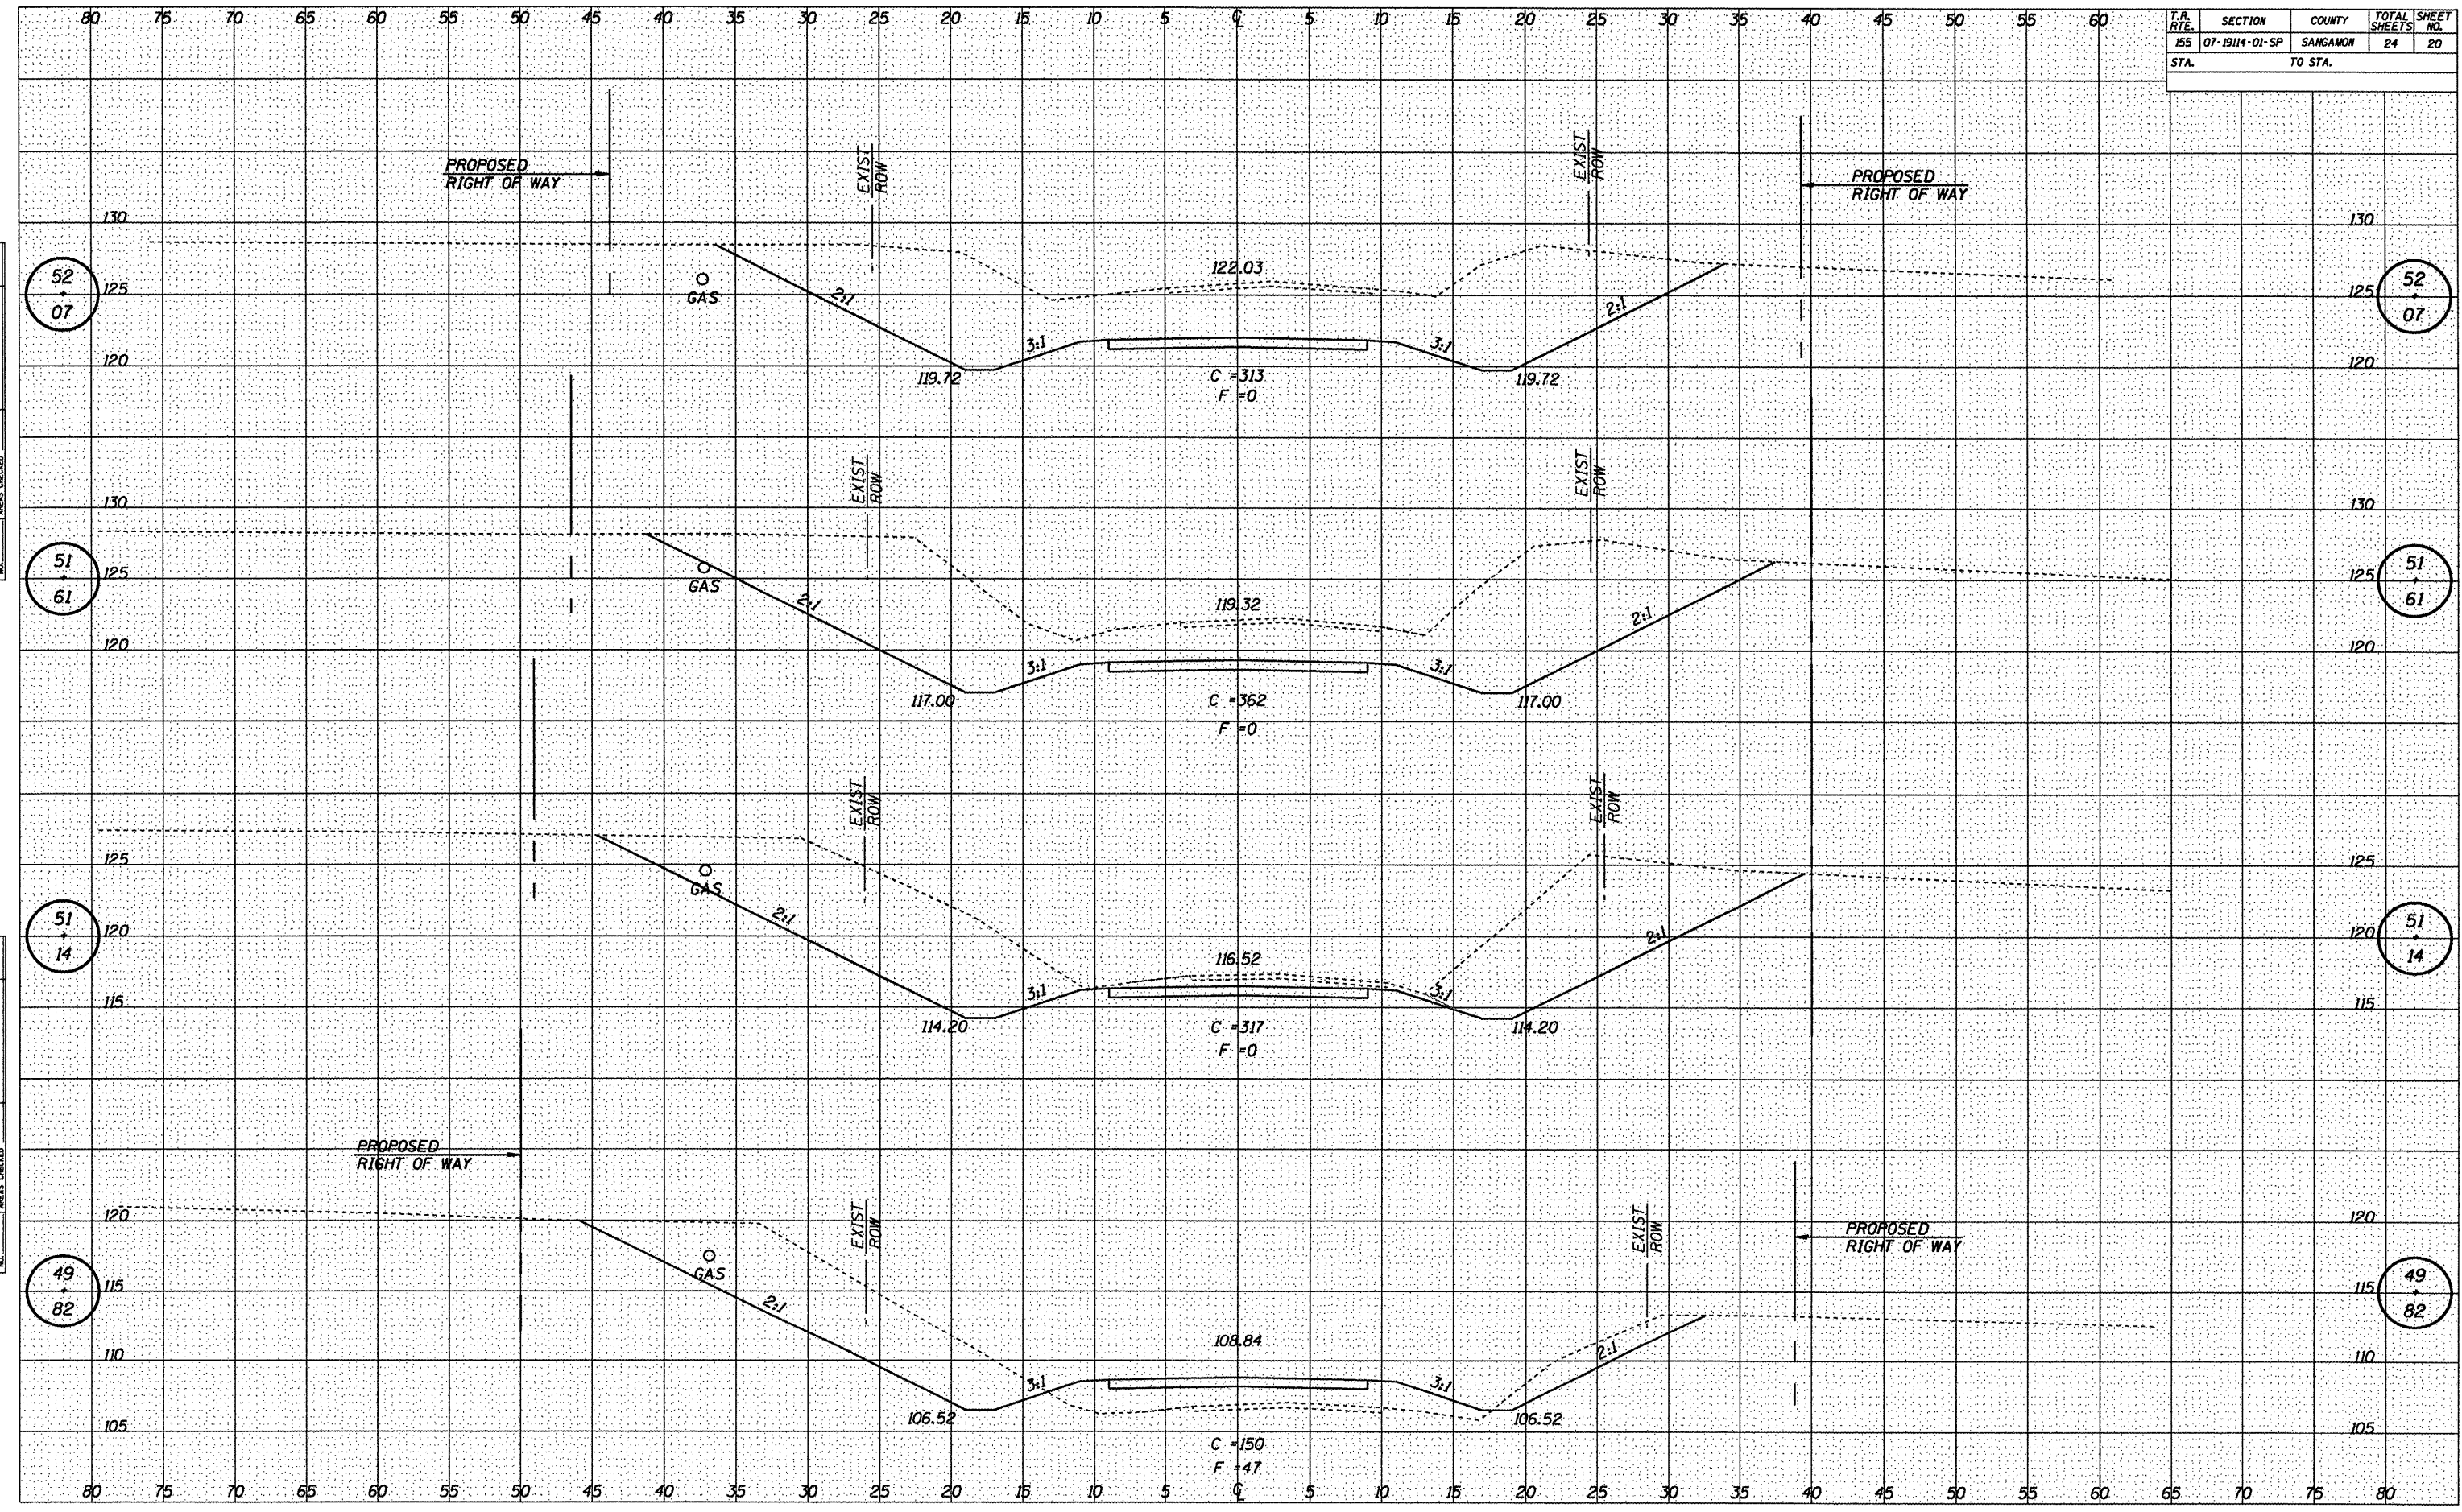 80 75 70 65 60 55 50 45 40 35 30 25 20 15 10 5 ℄ 5 10 15 20 25 30 35 40 45 50 55 60
T.R. RTE. SECTION COUNTY TOTAL SHEETS SHEET NO.
155 07-19114-01-SP SANGAMON 24 20
STA. TO STA.
PROPOSED
RIGHT OF WAY
EXIST
ROW
EXIST
ROW
PROPOSED
RIGHT OF WAY
130 130
122.03
52
+
07
125
GAS
2:1
2:1
125
52
+
07
3:1
3:1
120 120
119.72
C =313
119.72
F =0
EXIST
ROW
EXIST
ROW
130 130
51
+
61
125
GAS
2:1
119.32
2:1
125
51
+
61
120 120
3:1
3:1
117.00
C =362
117.00
F =0
EXIST
ROW
EXIST
ROW
125 125
GAS
51
+
14
120
2:1
116.52
2:1
120
51
+
14
115
3:1
3:1
115
114.20
C =317
114.20
F =0
PROPOSED
RIGHT OF WAY
EXIST
ROW
EXIST
ROW
PROPOSED
RIGHT OF WAY
120 120
GAS
49
+
82
115
2:1
115
49
+
82
108.84
110
2:1
110
3:1
3:1
106.52
106.52
105 105
C =150
F =47
80 75 70 65 60 55 50 45 40 35 30 25 20 15 10 5 ℄ 5 10 15 20 25 30 35 40 45 50 55 60 65 70 75 80
AREAS CHECKED
NO.
AREAS CHECKED
NO.